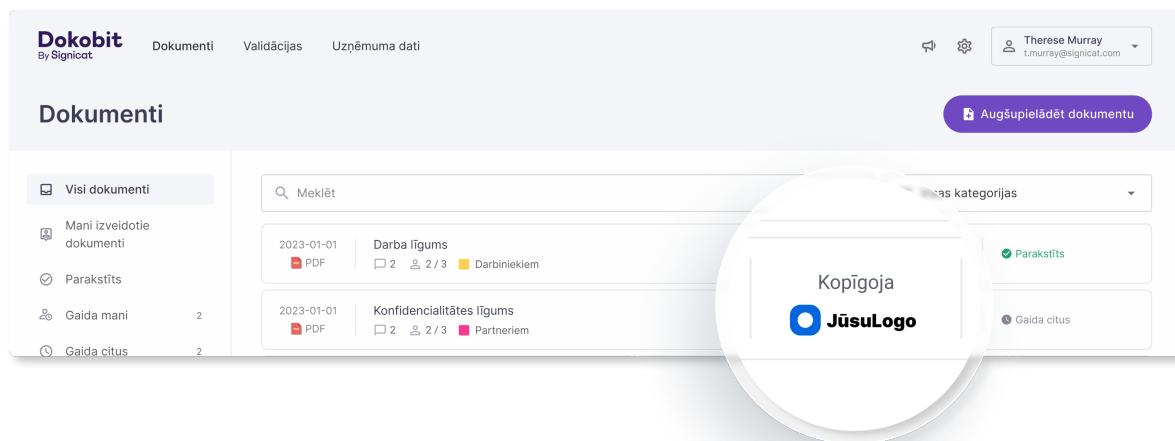 Dokobit
By Signicat
Dokumenti
Validācijas
Uzņēmuma dati
Therese Murray
t.murray@signicat.com
Dokumenti
Augšupielādēt dokumentu
Visi dokumenti
Mani izveidotie
dokumenti
Parakstīts
Gaida mani 2
Gaida citus 2
Meklēt
kategorijas
2023-01-01
PDF
Darba līgums
2 2 / 3 Darbiniekiem
Parakstīts
2023-01-01
PDF
Konfidencialitātes līgums
2 2 / 3 Partneriem
Gaida citus
Kopīgoja
JūsuLogo